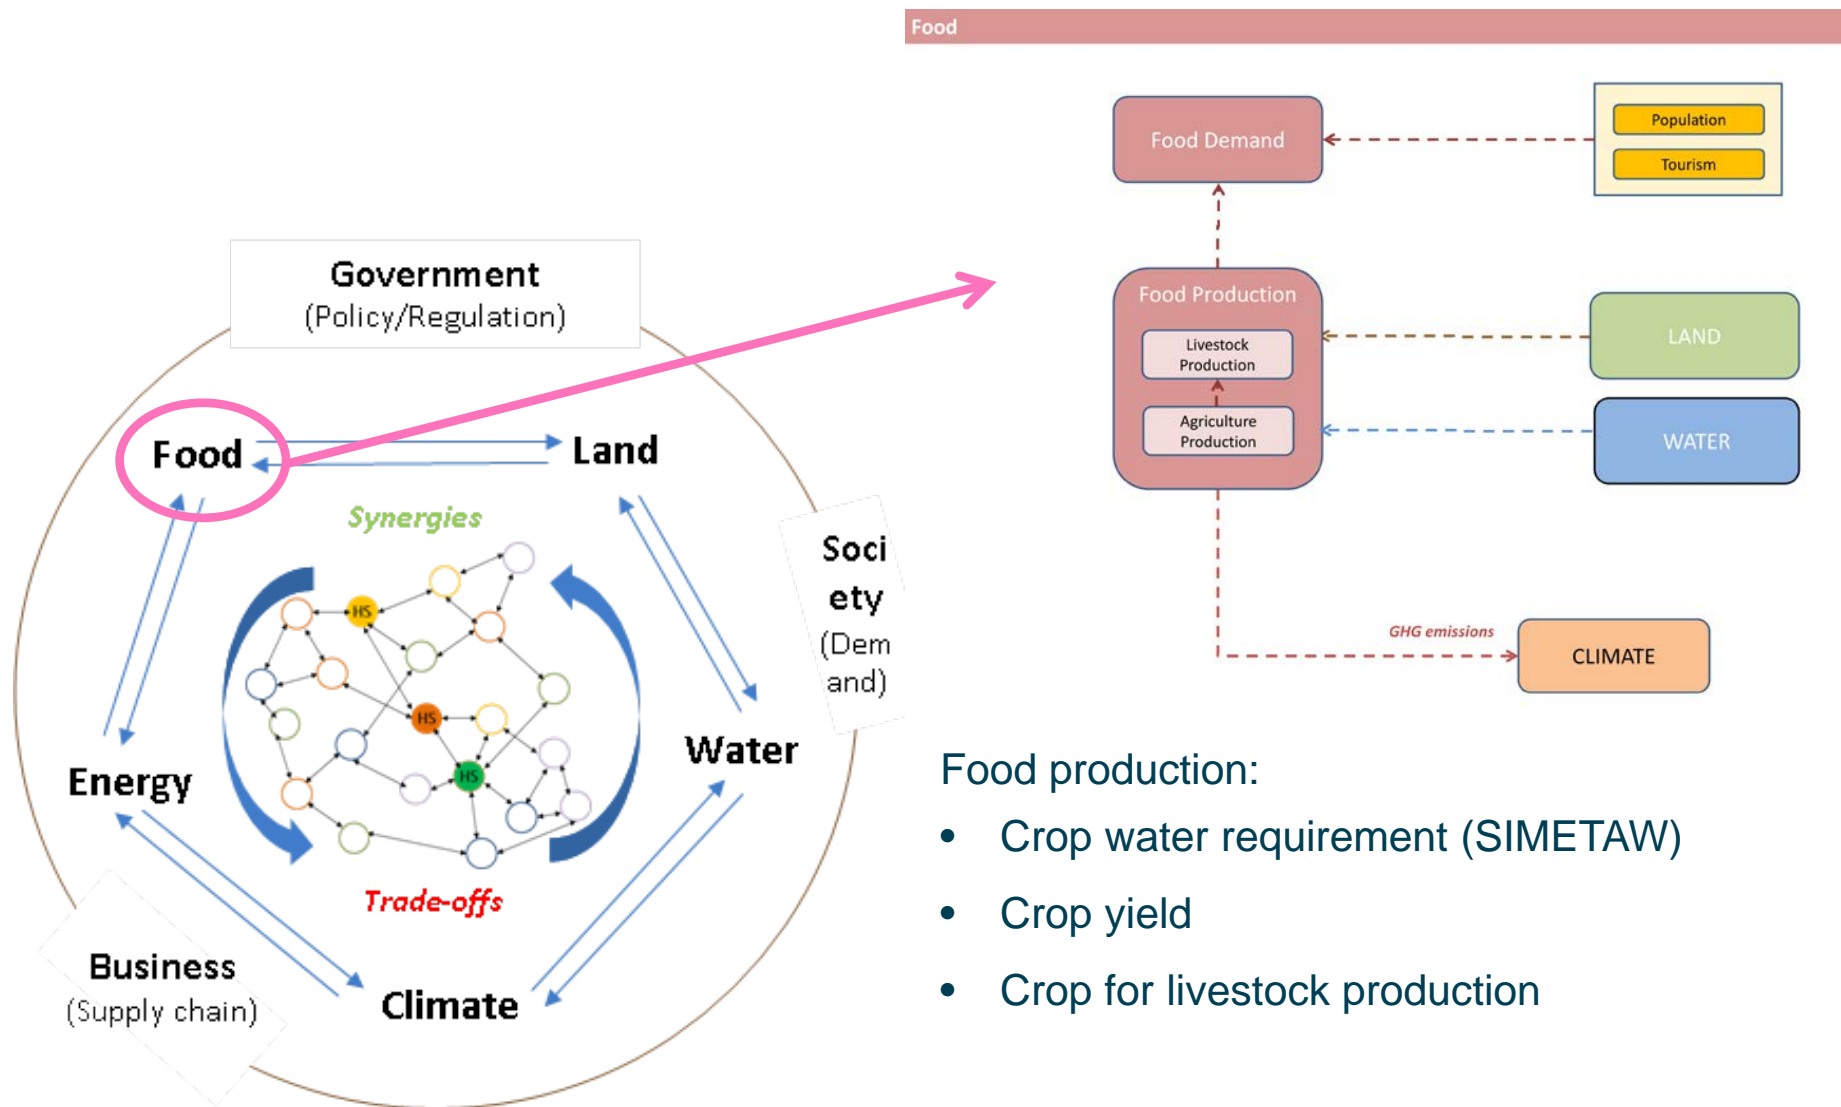 Food
Food Demand
Population
Tourism
Food Production
Livestock
Production
Agriculture
Production
LAND
WATER
GHG emissions
CLIMATE
Government
(Policy/Regulation)
Food
Land
Synergies
Soci
ety
(Dem
and)
HS
HS
HS
Water
Energy
Trade-offs
Business
(Supply chain)
Climate
Food production:
• Crop water requirement (SIMETAW)
• Crop yield
• Crop for livestock production